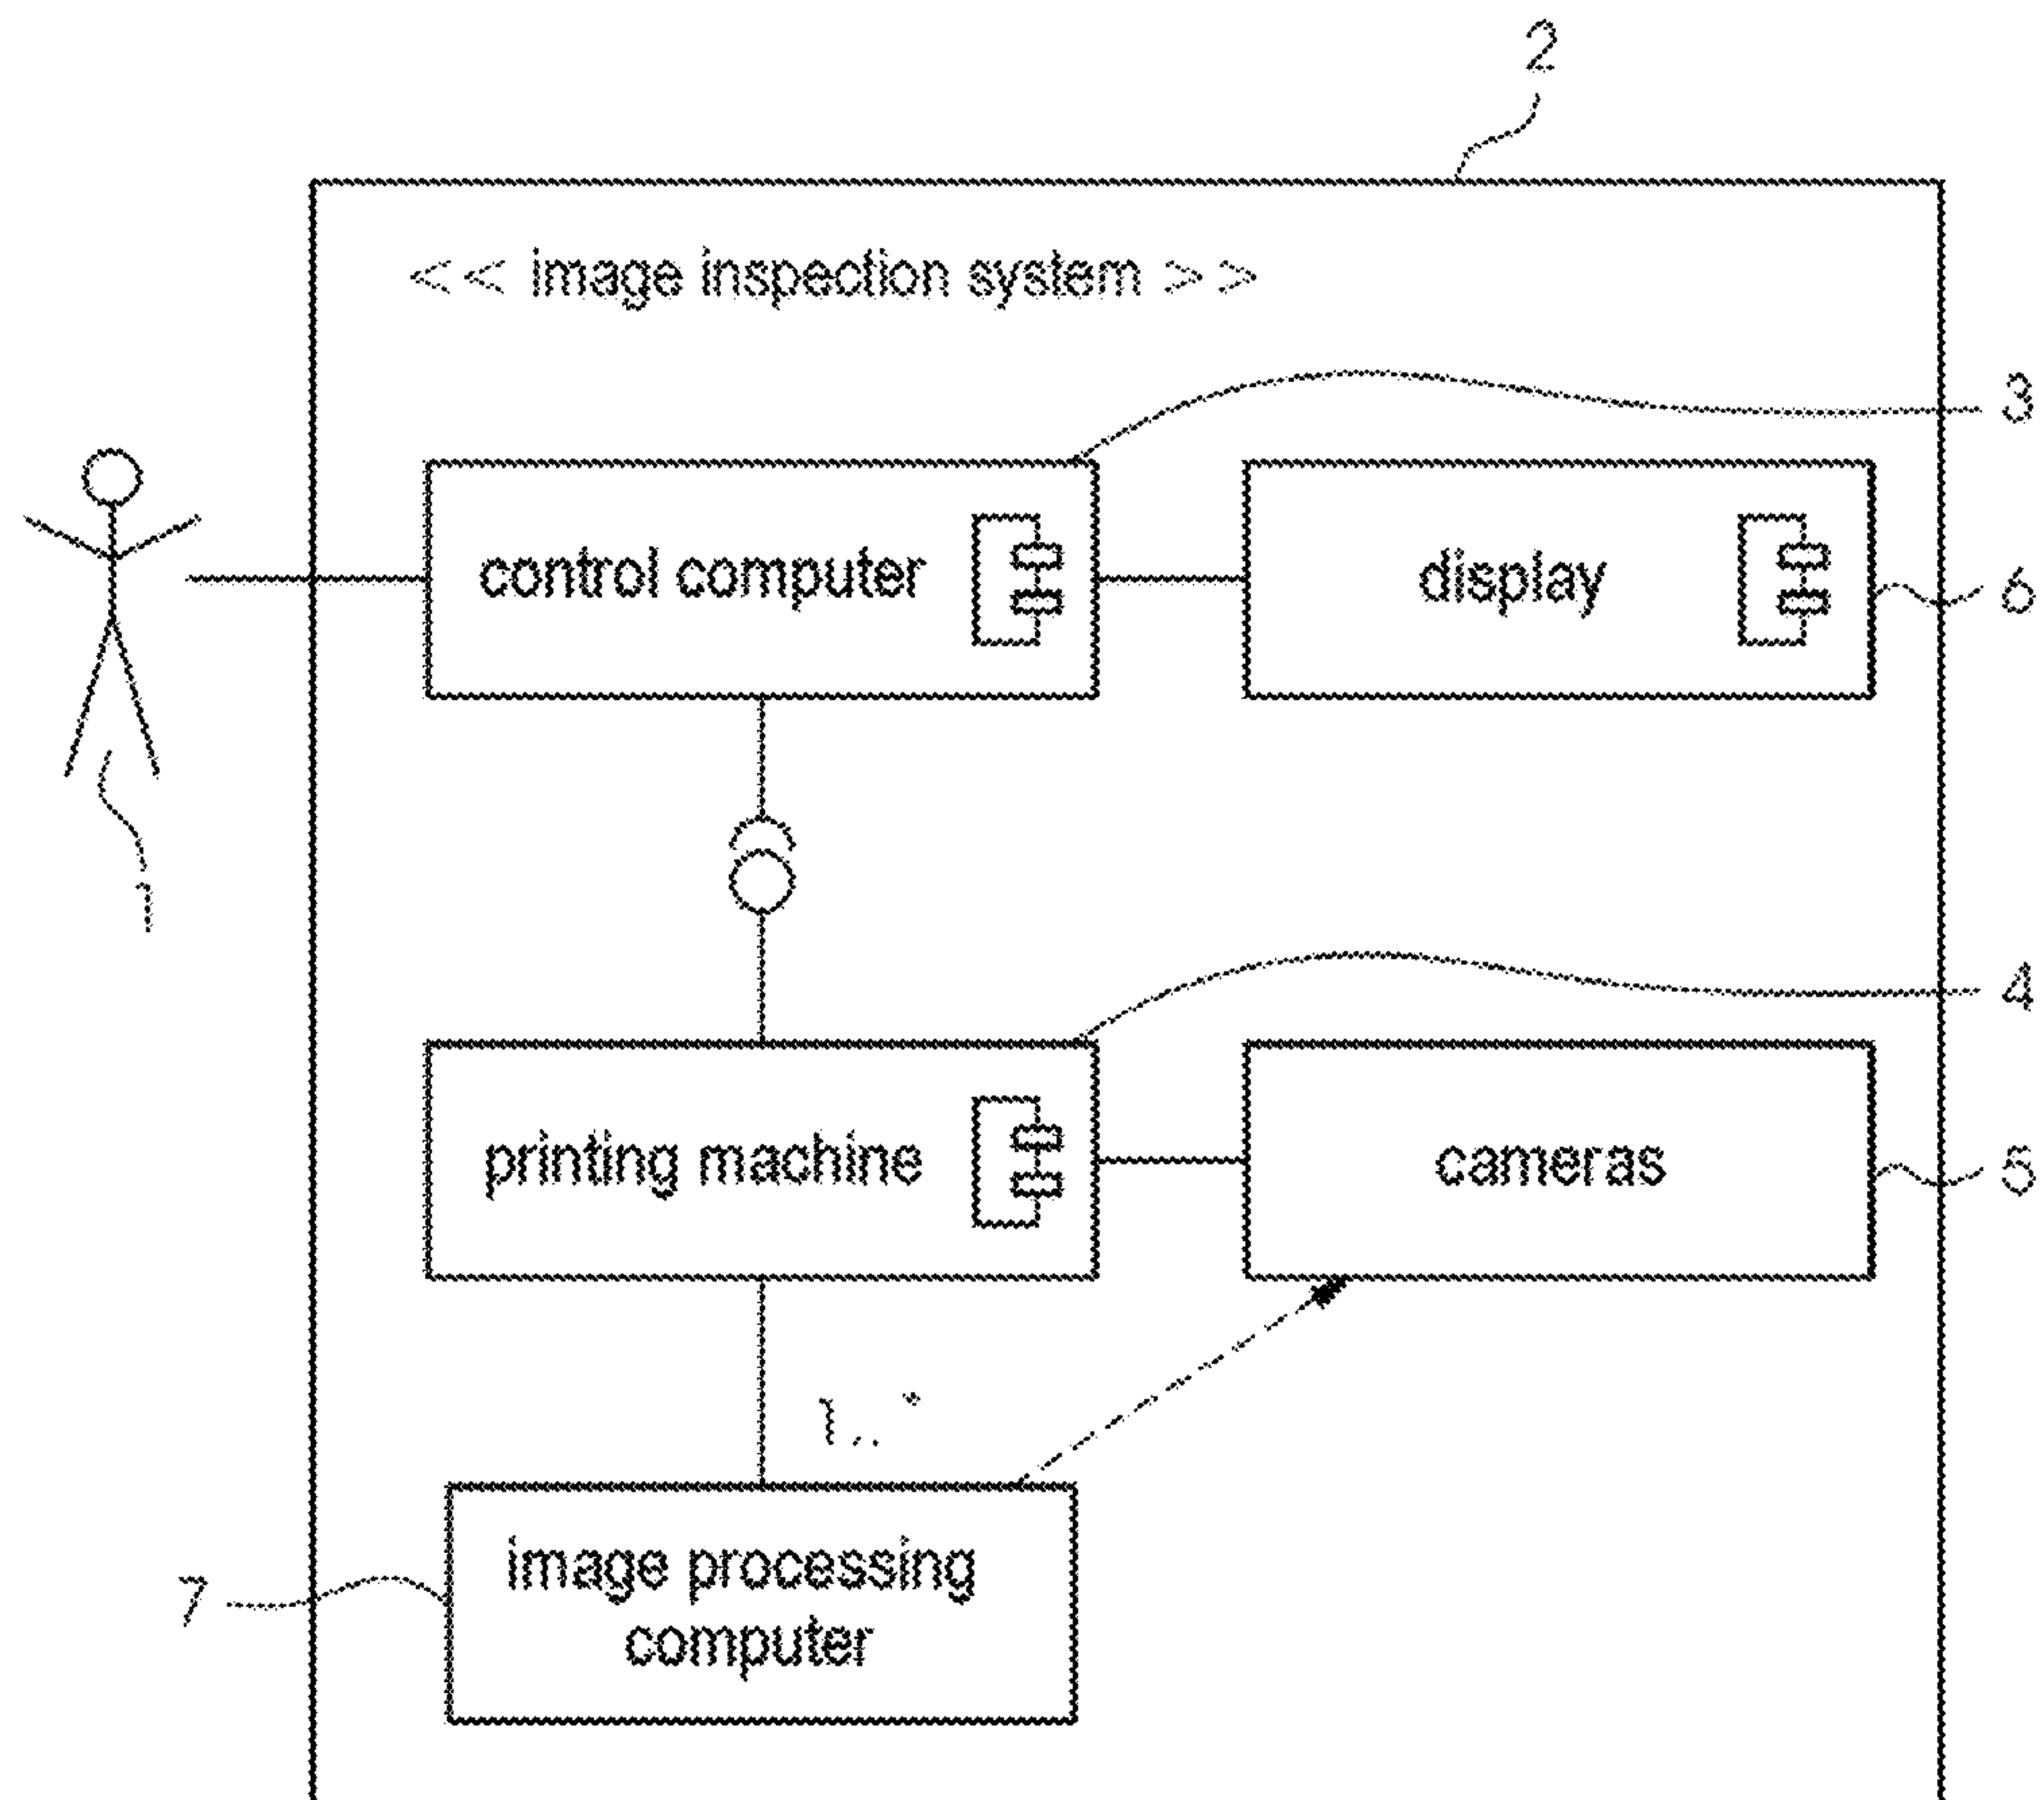 2
<< image inspection system >>
3
control computer
display
6
1
4
printing machine
cameras
5
1..*
7
image processing
computer